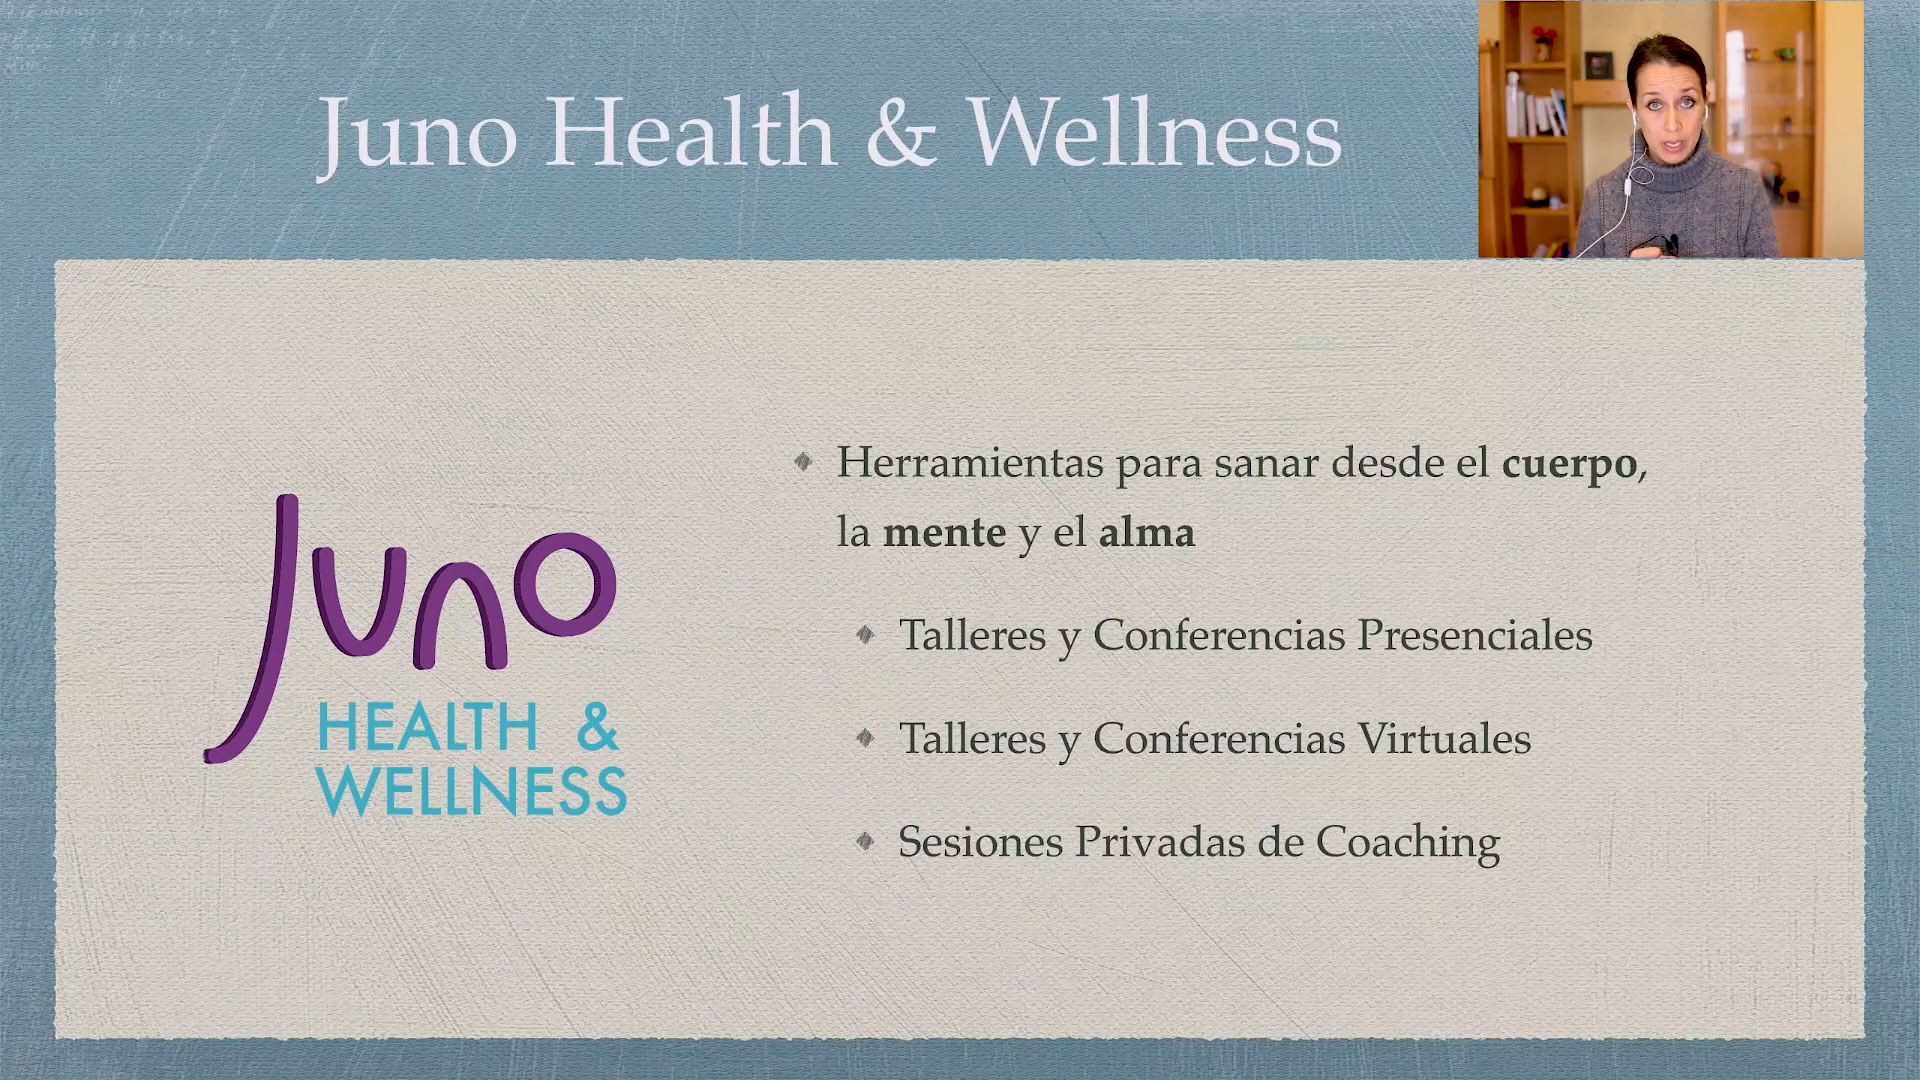 Juno Health & Wellness
Juno
HEALTH &
WELLNESS
Herramientas para sanar desde el cuerpo,
la mente y el alma
Talleres y Conferencias Presenciales
Talleres y Conferencias Virtuales
Sesiones Privadas de Coaching